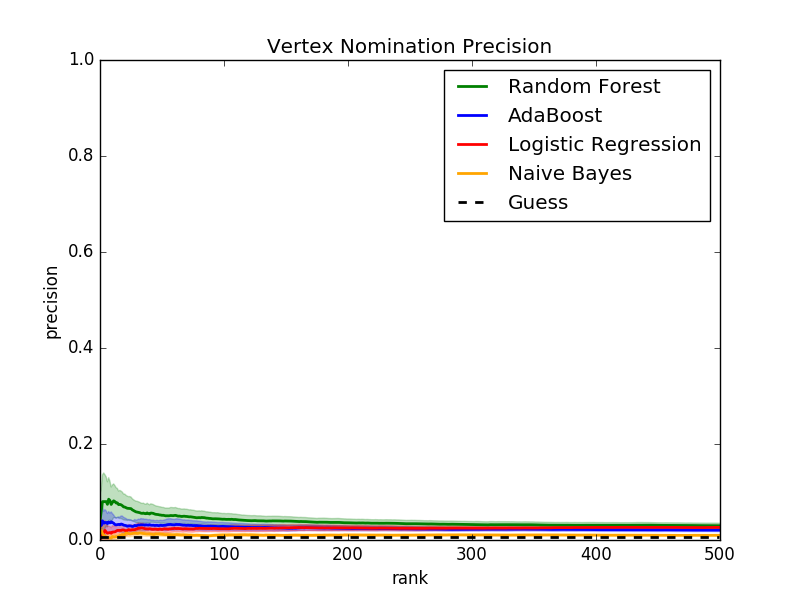 Vertex Nomination Precision
1.0
0.8
0.6
0.4
0.2
0.0
precision
Random Forest
AdaBoost
Logistic Regression
Naive Bayes
Guess
0 100 200 300 400 500
rank